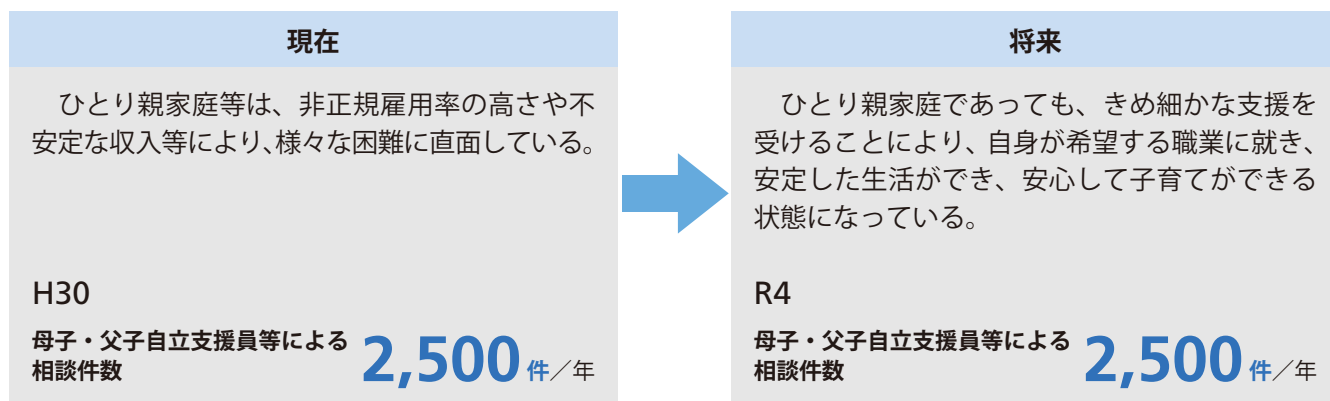 現在
ひとり親家庭等は、非正規雇用率の高さや不
安定な収入等により、様々な困難に直面している。
H30
母子・父子自立支援員等による
相談件数
2,500件／年
将来
ひとり親家庭であっても、きめ細かな支援を
受けることにより、自身が希望する職業に就き、
安定した生活ができ、安心して子育てができる
状態になっている。
R4
母子・父子自立支援員等による
相談件数
2,500件／年